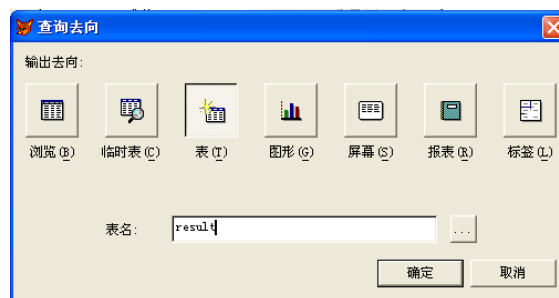 查询去向
输出去向:
浏览(B) 临时表(C) 表(T) 图形(G) 屏幕(S) 报表(R) 标签(L)
表名: result ...
确定 取消